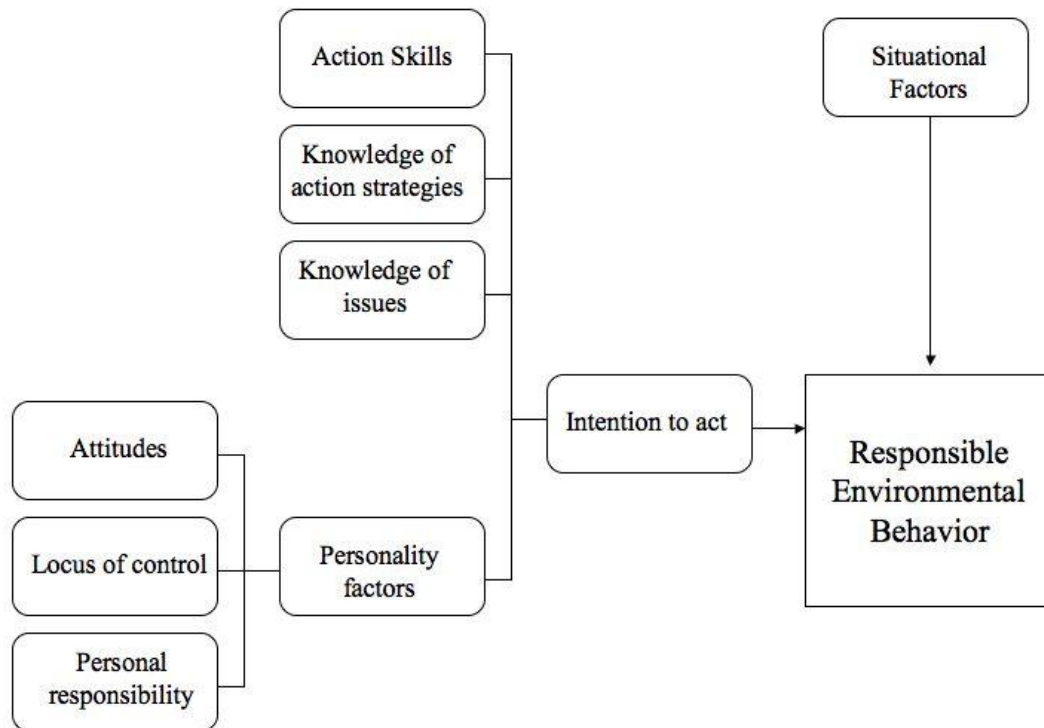 Action Skills
Situational
Factors
Knowledge of
action strategies
Knowledge of
issues
Intention to act
Responsible
Environmental
Behavior
Attitudes
Locus of control
Personality
factors
Personal
responsibility